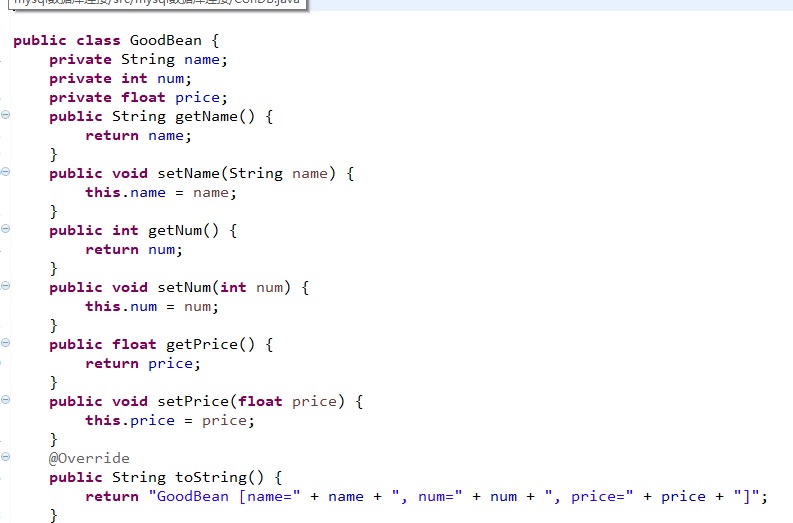 mysql数据库连接/src/mysql数据库连接/ConDB.java
public class GoodBean {
    private String name;
    private int num;
    private float price;
    public String getName() {
        return name;
    }
    public void setName(String name) {
        this.name = name;
    }
    public int getNum() {
        return num;
    }
    public void setNum(int num) {
        this.num = num;
    }
    public float getPrice() {
        return price;
    }
    public void setPrice(float price) {
        this.price = price;
    }
    @Override
    public String toString() {
        return "GoodBean [name=" + name + ", num=" + num + ", price=" + price + "]";
    }